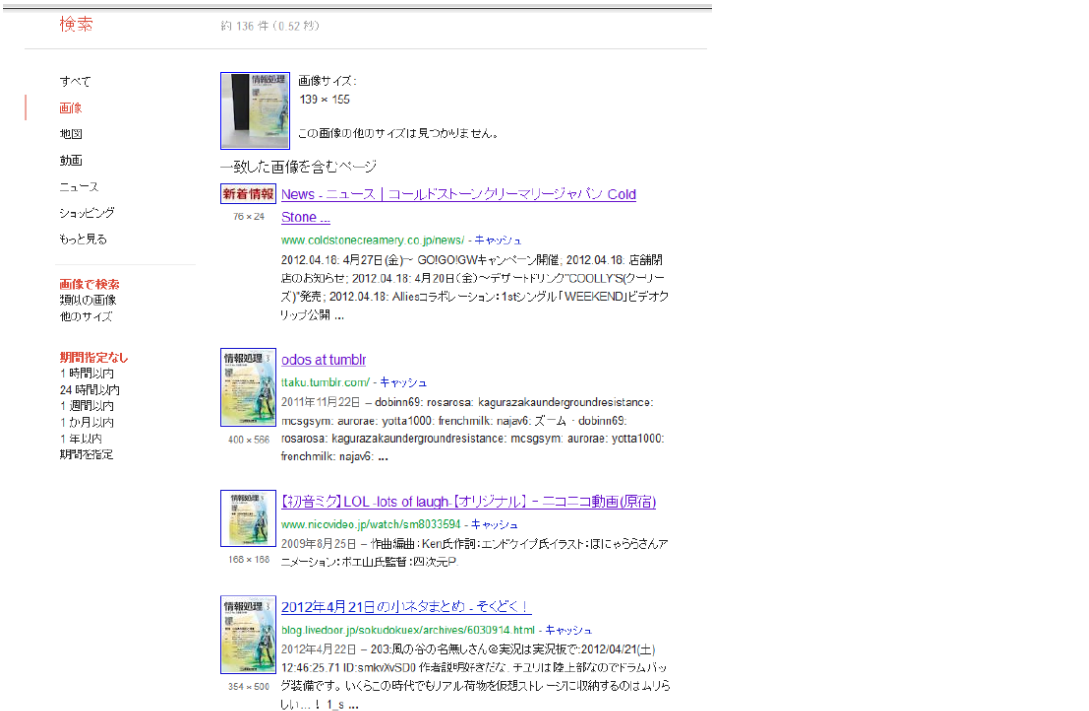 検索
約 136 件 (0.52 秒)
すべて
画像
地図
動画
ニュース
ショッピング
もっと見る
画像で検索
類似の画像
他のサイズ
期間指定なし
1 時間以内
24 時間以内
1 週間以内
1 か月以内
1 年以内
期間を指定
情報処理
画像サイズ:
139 × 155
この画像の他のサイズは見つかりません。
一致した画像を含むページ
新着情報
76 × 24
News - ニュース | コールドストーンクリーマリージャパン Cold
Stone ...
www.coldstonecreamery.co.jp/news/ - キャッシュ
2012.04.18: 4月27日(金)～ GO!GO!GWキャンペーン開催; 2012.04.18: 店舗閉
店のお知らせ; 2012.04.18: 4月20日(金)～デザートドリンク"COOLLY'S(クーリー
ズ)"発売; 2012.04.18: Alliesコラボレーション:1stシングル「WEEKEND」ビデオク
リップ公開 ...
情報処理
400 × 566
odos at tumblr
ttaku.tumblr.com/ - キャッシュ
2011年11月22日 – dobinn69: rosarosa: kagurazakaundergroundresistance:
mcsgsym: aurorae: yotta1000: frenchmilk: najav6: ズーム - dobinn69:
rosarosa: kagurazakaundergroundresistance: mcsgsym: aurorae: yotta1000:
frenchmilk: najav6: ...
情報処理
168 × 168
【初音ミク】LOL -lots of laugh-【オリジナル】 ‐ ニコニコ動画(原宿)
www.nicovideo.jp/watch/sm8033594 - キャッシュ
2009年8月25日 – 作曲編曲:Ken氏作詞:エンドケイプ氏イラスト:ほにゃららさんア
ニメーション:ポエ山氏監督:四次元P.
情報処理
354 × 500
2012年4月21日の小ネタまとめ - そくどく!
blog.livedoor.jp/sokudokuex/archives/6030914.html - キャッシュ
2012年4月22日 – 203:風の谷の名無しさん@実況は実況板で:2012/04/21(土)
12:46:25.71 ID:smkvXvSD0 作者説明好きだな. チユリは陸上部なのでドラムバッ
グ装備です。 いくらこの時代でもリアル荷物を仮想ストレージに収納するのはムリら
しい...! 1_s ...